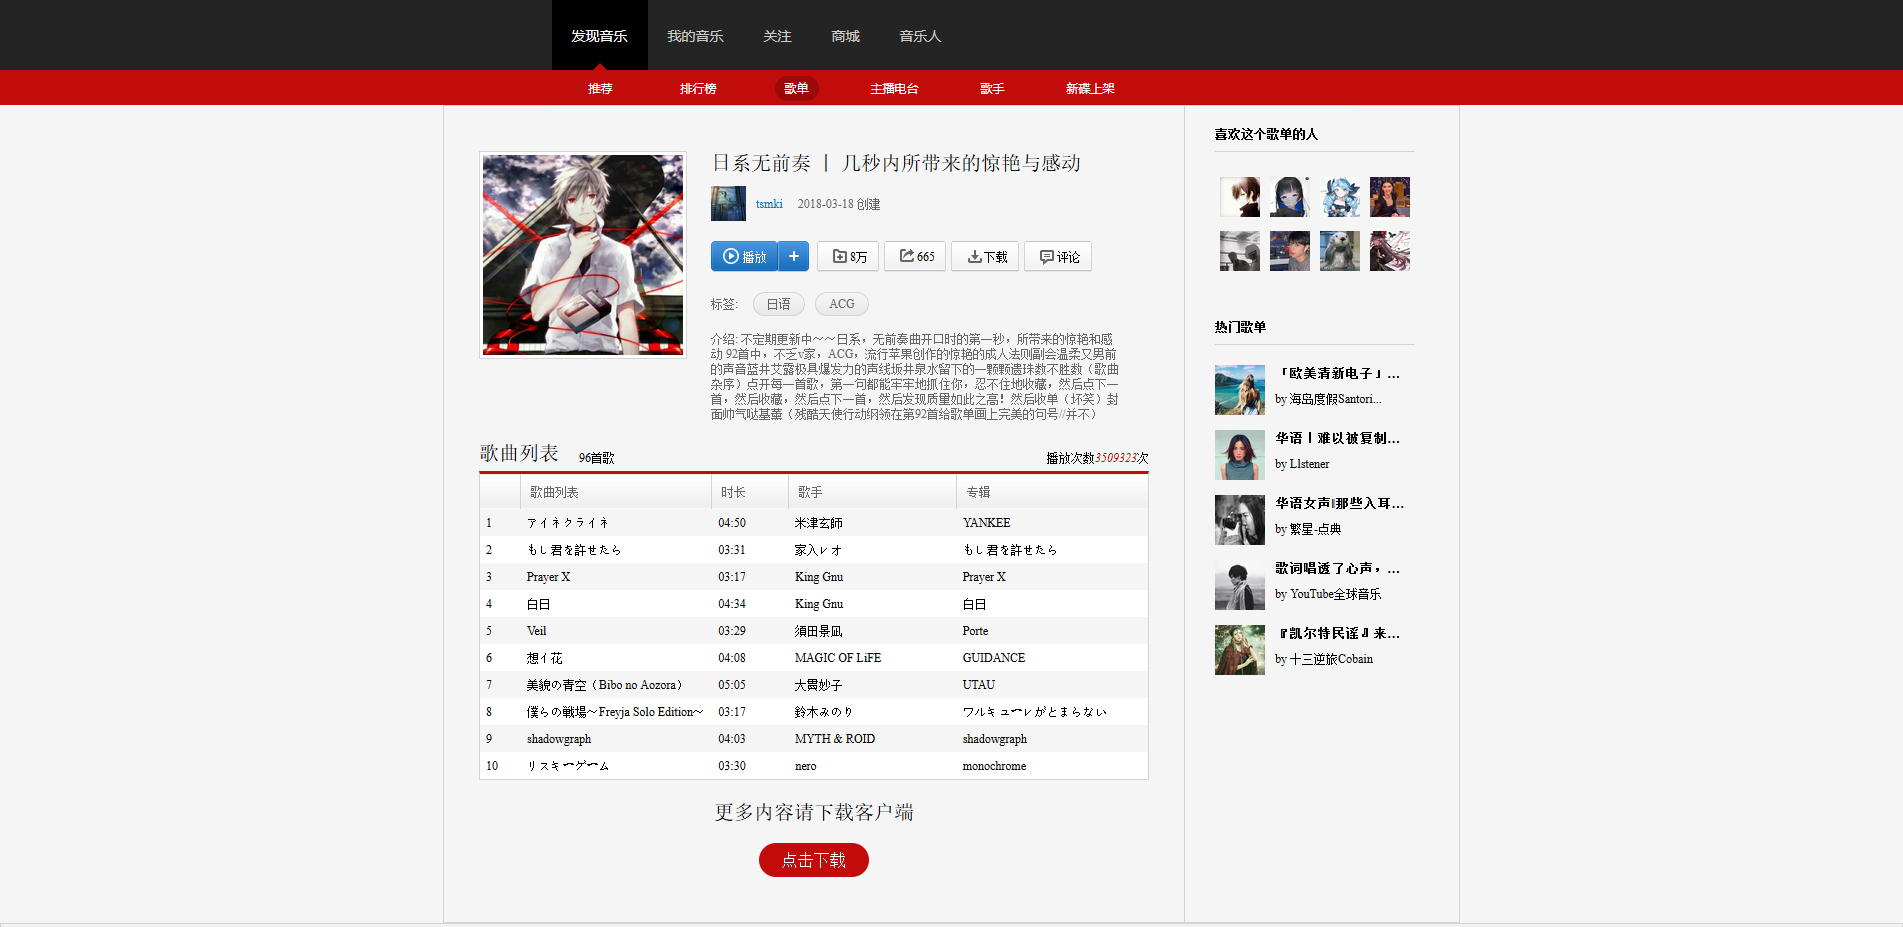 发现音乐 我的音乐 关注 商城 音乐人
推荐 排行榜 歌单 主播电台 歌手 新碟上架
日系无前奏 丨 几秒内所带来的惊艳与感动
tsmki 2018-03-18 创建
播放 + 8万 665 下载 评论
标签: 日语 ACG
介绍: 不定期更新中～～日系，无前奏曲开口时的第一秒，所带来的惊艳和感
动 92首中，不乏v家，ACG，流行苹果创作的惊艳的成人法则副会温柔又男前
的声音蓝井艾露极具爆发力的声线坂井泉水留下的一颗颗遗珠数不胜数（歌曲
杂序）点开每一首歌，第一句都能牢牢地抓住你，忍不住地收藏，然后点下一
首，然后收藏，然后点下一首，然后发现质量如此之高！然后收单（坏笑）封
面帅气哒基薰（残酷天使行动纲领在第92首给歌单画上完美的句号//并不）
歌曲列表 96首歌 播放次数3509323次
歌曲列表 时长 歌手 专辑
1 アイネクライネ 04:50 米津玄師 YANKEE
2 もし君を許せたら 03:31 家入レオ もし君を許せたら
3 Prayer X 03:17 King Gnu Prayer X
4 白日 04:34 King Gnu 白日
5 Veil 03:29 須田景凪 Porte
6 想イ花 04:08 MAGIC OF LiFE GUIDANCE
7 美貌の青空（Bibo no Aozora） 05:05 大貫妙子 UTAU
8 僕らの戦場～Freyja Solo Edition～ 03:17 鈴木みのり ワルキューレがとまらない
9 shadowgraph 04:03 MYTH & ROID shadowgraph
10 リスキーゲーム 03:30 nero monochrome
更多内容请下载客户端
点击下载
喜欢这个歌单的人
热门歌单
「欧美清新电子」...
by 海岛度假Santori...
华语丨难以被复制...
by Llstener
华语女声‖那些入耳...
by 繁星-点典
歌词唱透了心声，...
by YouTube全球音乐
『凯尔特民谣』来...
by 十三逆旅Cobain